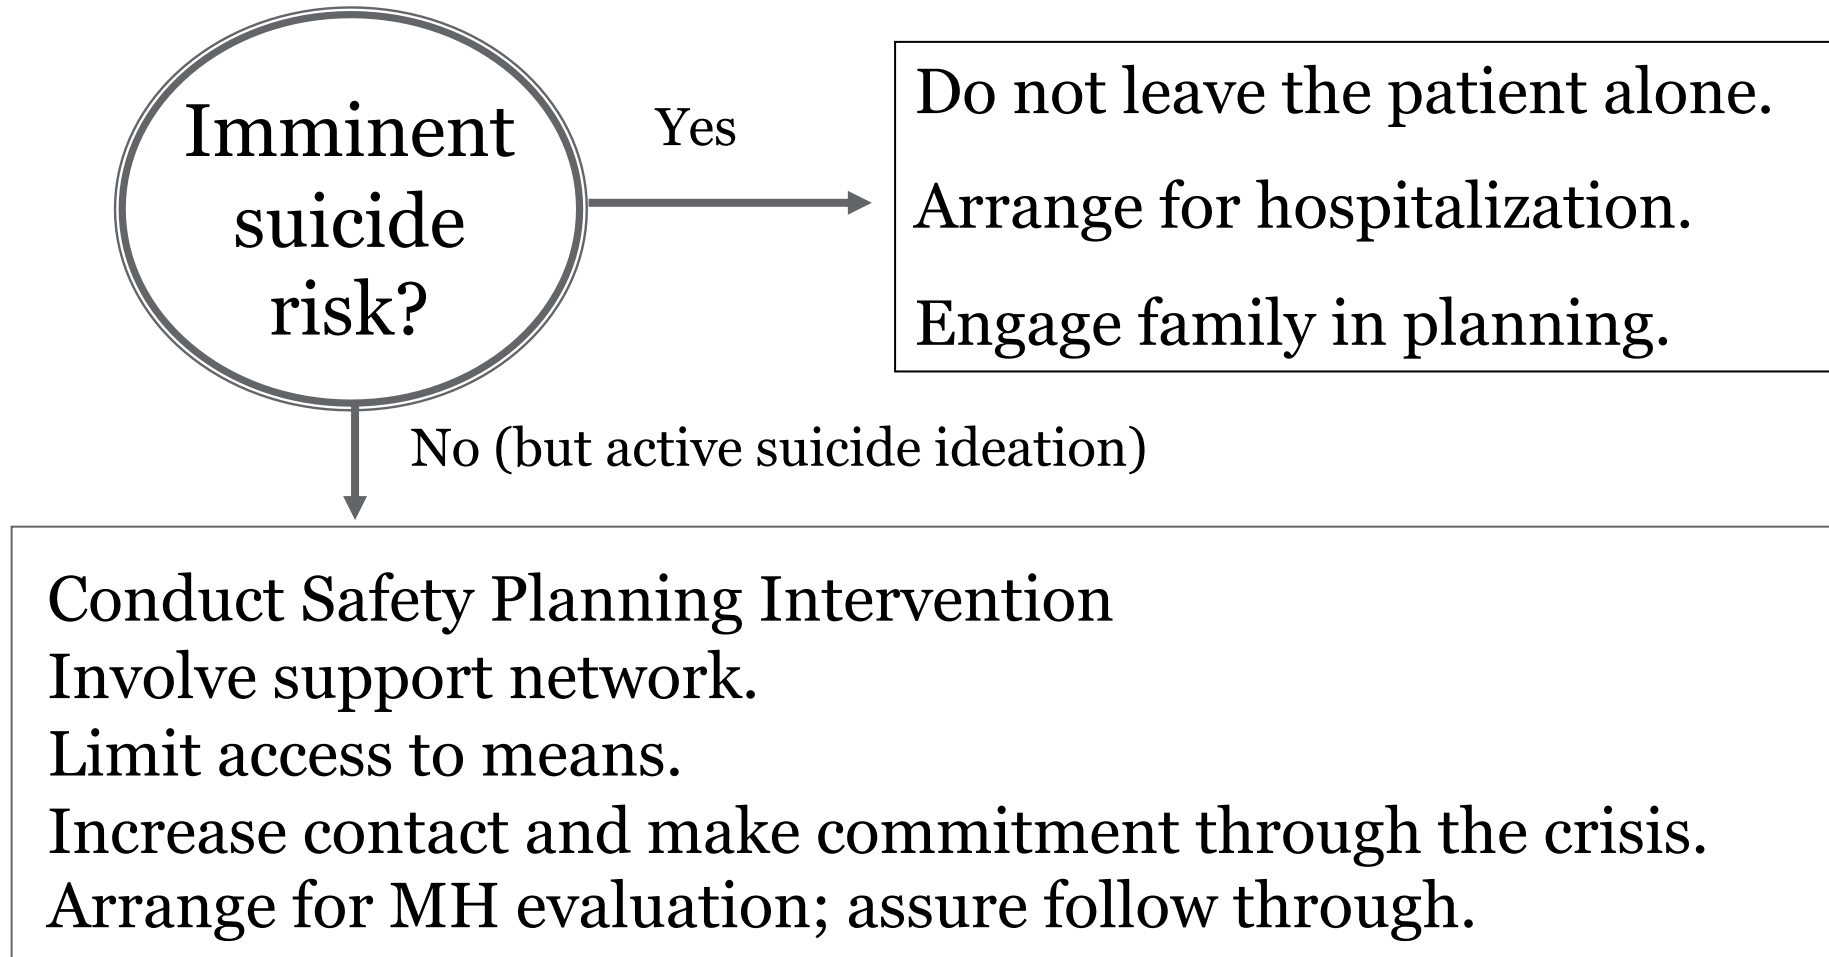 Imminent
suicide
risk?
Yes
Do not leave the patient alone.
Arrange for hospitalization.
Engage family in planning.
No (but active suicide ideation)
Conduct Safety Planning Intervention
Involve support network.
Limit access to means.
Increase contact and make commitment through the crisis.
Arrange for MH evaluation; assure follow through.